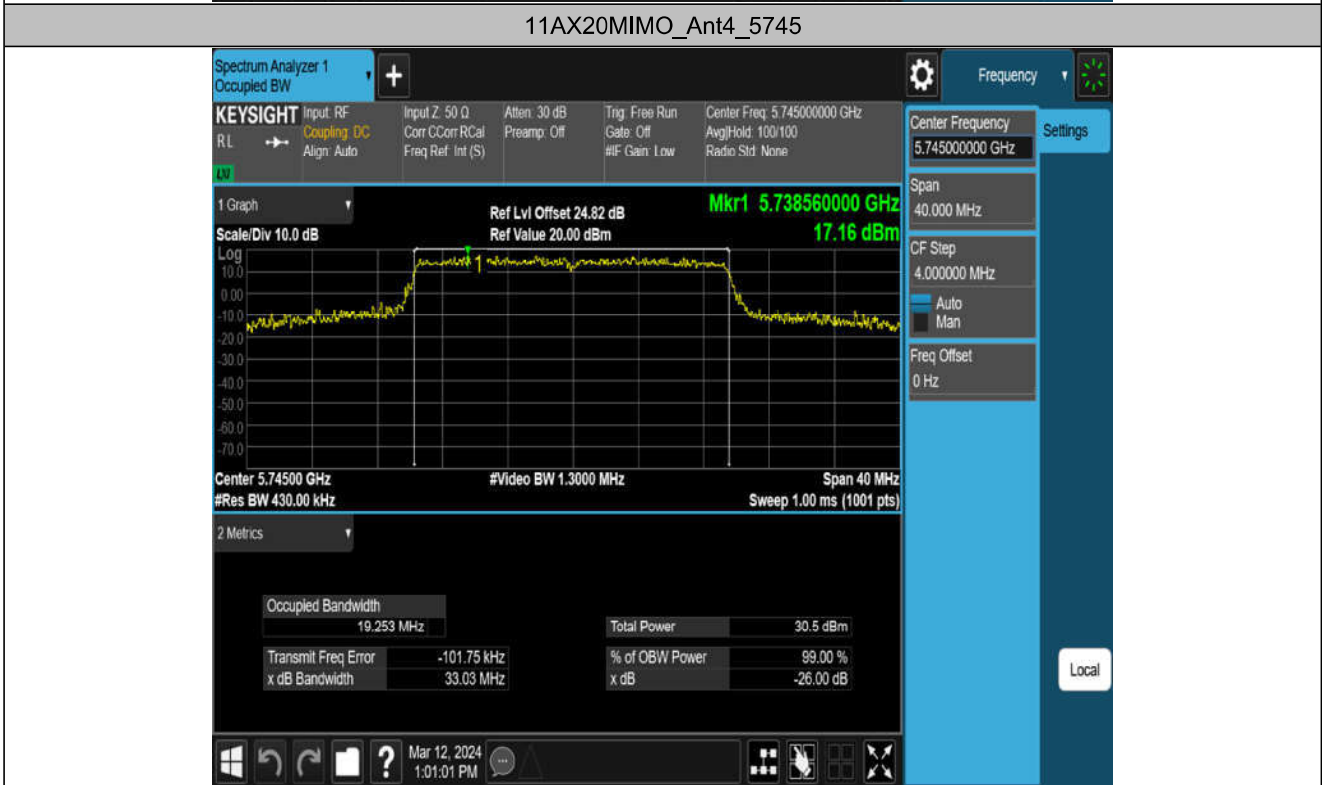 11AX20MIMO_Ant4_5745
Spectrum Analyzer 1
Occupied BW
+
Frequency
KEYSIGHT
RL
LXI
Input: RF
Coupling: DC
Align: Auto
Input Z: 50 Ω
Corr CCorr RCal
Freq Ref: Int (S)
Atten: 30 dB
Preamp: Off
Trig: Free Run
Gate: Off
#IF Gain: Low
Center Freq: 5.745000000 GHz
Avg|Hold: 100/100
Radio Std: None
Center Frequency
5.745000000 GHz
Settings
Span
40.000 MHz
CF Step
4.000000 MHz
Auto
Man
Freq Offset
0 Hz
1 Graph
Scale/Div 10.0 dB
Ref Lvl Offset 24.82 dB
Ref Value 20.00 dBm
Mkr1 5.738560000 GHz
17.16 dBm
Log
10.0
0.00
-10.0
-20.0
-30.0
-40.0
-50.0
-60.0
-70.0
1
Center 5.74500 GHz
#Video BW 1.3000 MHz
Span 40 MHz
#Res BW 430.00 kHz
Sweep 1.00 ms (1001 pts)
2 Metrics
Occupied Bandwidth
19.253 MHz
Total Power 30.5 dBm
Transmit Freq Error -101.75 kHz
% of OBW Power 99.00 %
x dB Bandwidth 33.03 MHz
x dB -26.00 dB
Local
?
Mar 12, 2024
1:01:01 PM